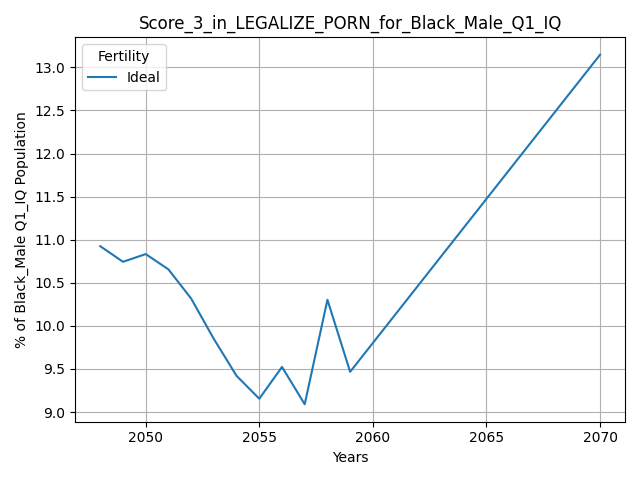 Score_3_in_LEGALIZE_PORN_for_Black_Male_Q1_IQ
Fertility
Ideal
% of Black_Male Q1_IQ Population
13.0
12.5
12.0
11.5
11.0
10.5
10.0
9.5
9.0
2050
2055
2060
2065
2070
Years